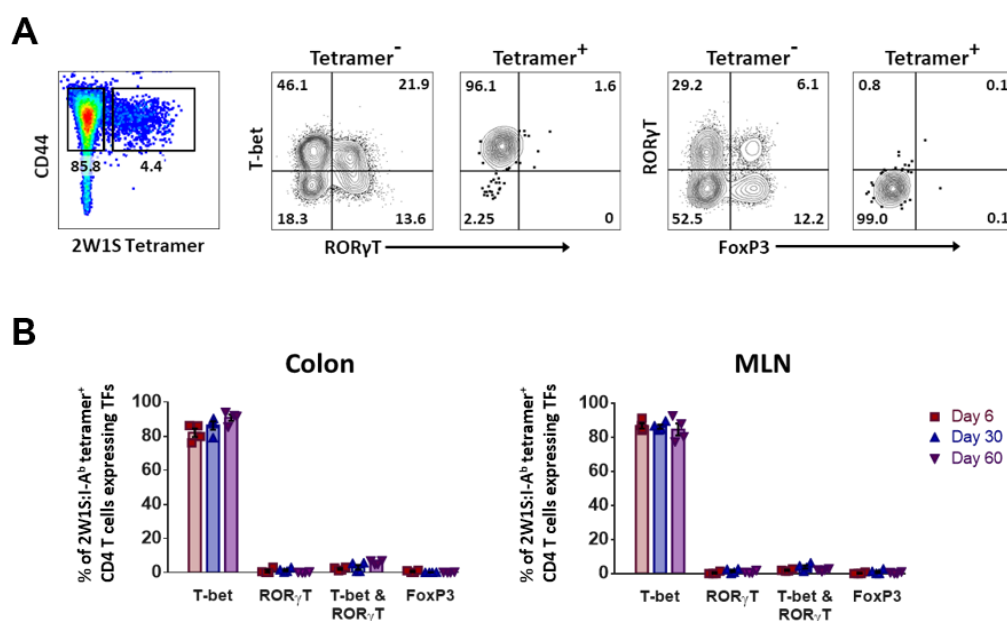 A
Tetramer⁻ Tetramer⁺ Tetramer⁻ Tetramer⁺
CD44
85.8 4.4
2W1S Tetramer
T-bet
46.1 21.9
18.3 13.6
96.1 1.6
2.25 0
RORγT
RORγT
29.2 6.1
52.5 12.2
0.8 0.1
99.0 0.1
FoxP3
B
Colon
% of 2W1S:I-Aᵇ tetramer⁺
CD4 T cells expressing TFs
100
80
60
40
20
0
T-bet RORγT T-bet & RORγT FoxP3
MLN
% of 2W1S:I-Aᵇ tetramer⁺
CD4 T cells expressing TFs
100
80
60
40
20
0
T-bet RORγT T-bet & RORγT FoxP3
Day 6
Day 30
Day 60